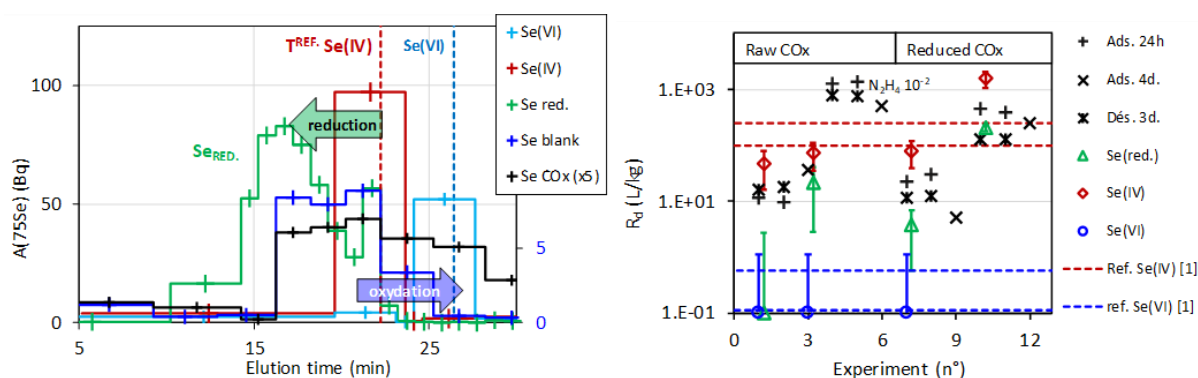 T^REF. Se(IV) Se(VI)
100
50
0
5
0
A(75Se) (Bq)
reduction
Se_RED.
oxydation
5 15 25
Elution time (min)
Se(VI)
Se(IV)
Se red.
Se blank
Se COx (x5)
Raw COx Reduced COx
N₂H₄ 10⁻²
1.E+03
1.E+01
1.E-01
R_d (L/kg)
0 3 6 9 12
Experiment (n°)
Ads. 24h
Ads. 4d.
Dés. 3d.
Se(red.)
Se(IV)
Se(VI)
Ref. Se(IV) [1]
ref. Se(VI) [1]